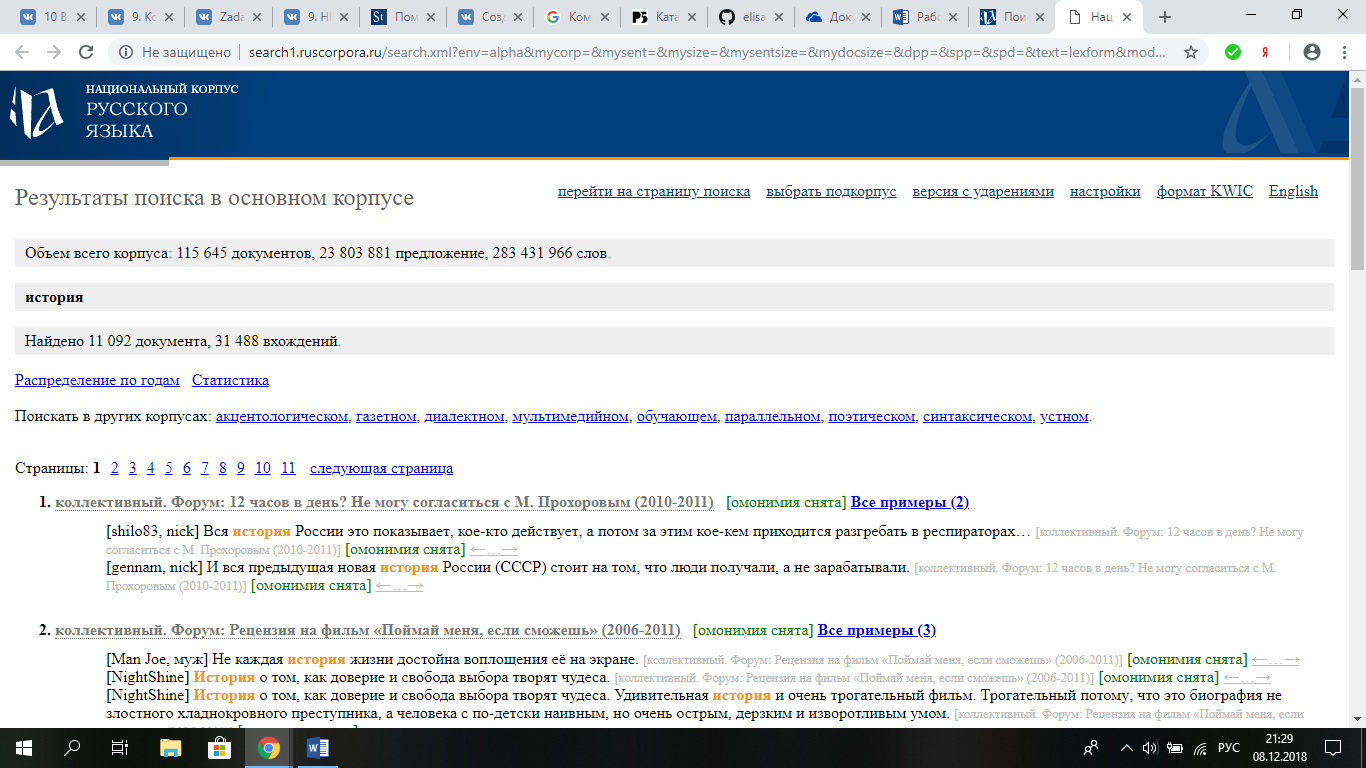 10 В
9. Ко
Zada
9. Н
Пом
Созд
Ком
Ката
elisa
Док
Рабо
Пои
Нац
Не защищено
search1.ruscorpora.ru/search.xml?env=alpha&mycorp=&mysent=&mysize=&mysentsize=&mydocsize=&dpp=&spp=&spd=&text=lexform&mod...
НАЦИОНАЛЬНЫЙ КОРПУС
РУССКОГО
ЯЗЫКА
Результаты поиска в основном корпусе
перейти на страницу поиска выбрать подкорпус версия с ударениями настройки формат KWIC English
Объем всего корпуса: 115 645 документов, 23 803 881 предложение, 283 431 966 слов.
история
Найдено 11 092 документа, 31 488 вхождений.
Распределение по годам Статистика
Поискать в других корпусах: акцентологическом, газетном, диалектном, мультимедийном, обучающем, параллельном, поэтическом, синтаксическом, устном.
Страницы: 1 2 3 4 5 6 7 8 9 10 11 следующая страница
1. коллективный. Форум: 12 часов в день? Не могу согласиться с М. Прохоровым (2010-2011) [омонимия снята] Все примеры (2)
[shilo83, nick] Вся история России это показывает, кое-кто действует, а потом за этим кое-кем приходится разгребать в респираторах… [коллективный. Форум: 12 часов в день? Не могу
согласиться с М. Прохоровым (2010-2011)] [омонимия снята] ←…→
[gennam, nick] И вся предыдущая новая история России (СССР) стоит на том, что люди получали, а не зарабатывали. [коллективный. Форум: 12 часов в день? Не могу согласиться с М.
Прохоровым (2010-2011)] [омонимия снята] ←…→
2. коллективный. Форум: Рецензия на фильм «Поймай меня, если сможешь» (2006-2011) [омонимия снята] Все примеры (3)
[Man Joe, муж] Не каждая история жизни достойна воплощения её на экране. [коллективный. Форум: Рецензия на фильм «Поймай меня, если сможешь» (2006-2011)] [омонимия снята] ←…→
[NightShine] История о том, как доверие и свобода выбора творят чудеса. [коллективный. Форум: Рецензия на фильм «Поймай меня, если сможешь» (2006-2011)] [омонимия снята] ←…→
[NightShine] История о том, как доверие и свобода выбора творят чудеса. Удивительная история и очень трогательный фильм. Трогательный потому, что это биография не
злостного хладнокровного преступника, а человека с по-детски наивным, но очень острым, дерзким и изворотливым умом. [коллективный. Форум: Рецензия на фильм «Поймай меня, если
РУС
21:29
08.12.2018